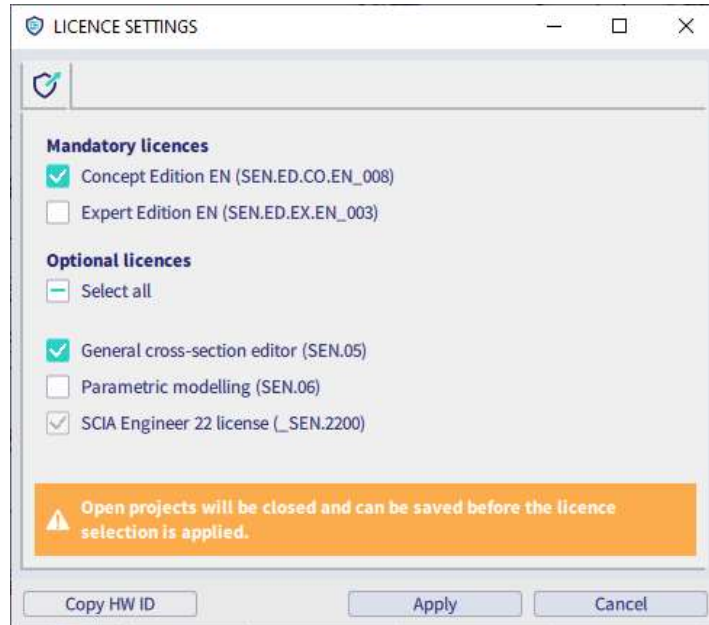 LICENCE SETTINGS
Mandatory licences
Concept Edition EN (SEN.ED.CO.EN_008)
Expert Edition EN (SEN.ED.EX.EN_003)
Optional licences
Select all
General cross-section editor (SEN.05)
Parametric modelling (SEN.06)
SCIA Engineer 22 license (_SEN.2200)
Open projects will be closed and can be saved before the licence
selection is applied.
Copy HW ID
Apply
Cancel